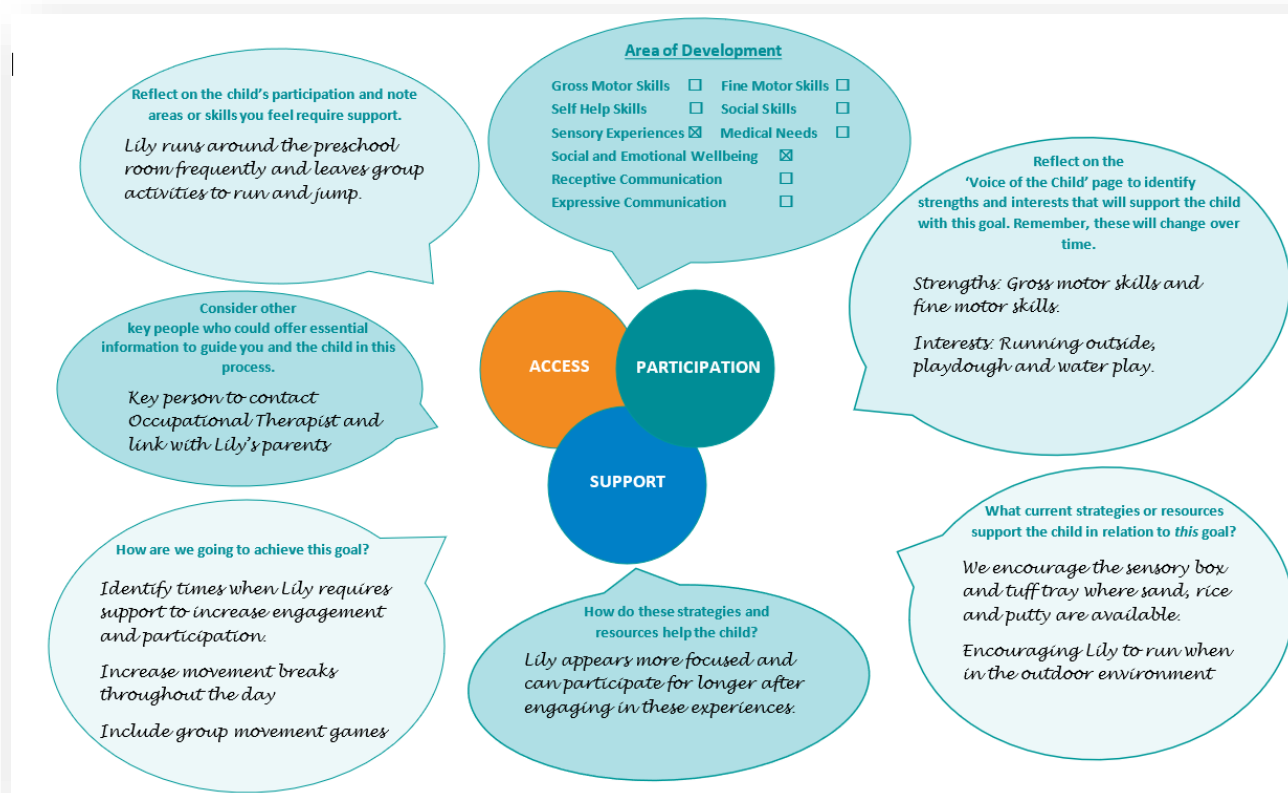 Area of Development
Gross Motor Skills ☐ Fine Motor Skills ☐
Self Help Skills ☐ Social Skills ☐
Sensory Experiences ☒ Medical Needs ☐
Social and Emotional Wellbeing ☒
Receptive Communication ☐
Expressive Communication ☐
Reflect on the child's participation and note
areas or skills you feel require support.
Lily runs around the preschool
room frequently and leaves group
activities to run and jump.
Reflect on the
'Voice of the Child' page to identify
strengths and interests that will support the child
with this goal. Remember, these will change over
time.
Strengths: Gross motor skills and
fine motor skills.
Interests: Running outside,
playdough and water play.
Consider other
key people who could offer essential
information to guide you and the child in this
process.
Key person to contact
Occupational Therapist and
link with Lily's parents
ACCESS
PARTICIPATION
SUPPORT
How are we going to achieve this goal?
Identify times when Lily requires
support to increase engagement
and participation.
Increase movement breaks
throughout the day
Include group movement games
How do these strategies and
resources help the child?
Lily appears more focused and
can participate for longer after
engaging in these experiences.
What current strategies or resources
support the child in relation to this goal?
We encourage the sensory box
and tuff tray where sand, rice
and putty are available.
Encouraging Lily to run when
in the outdoor environment